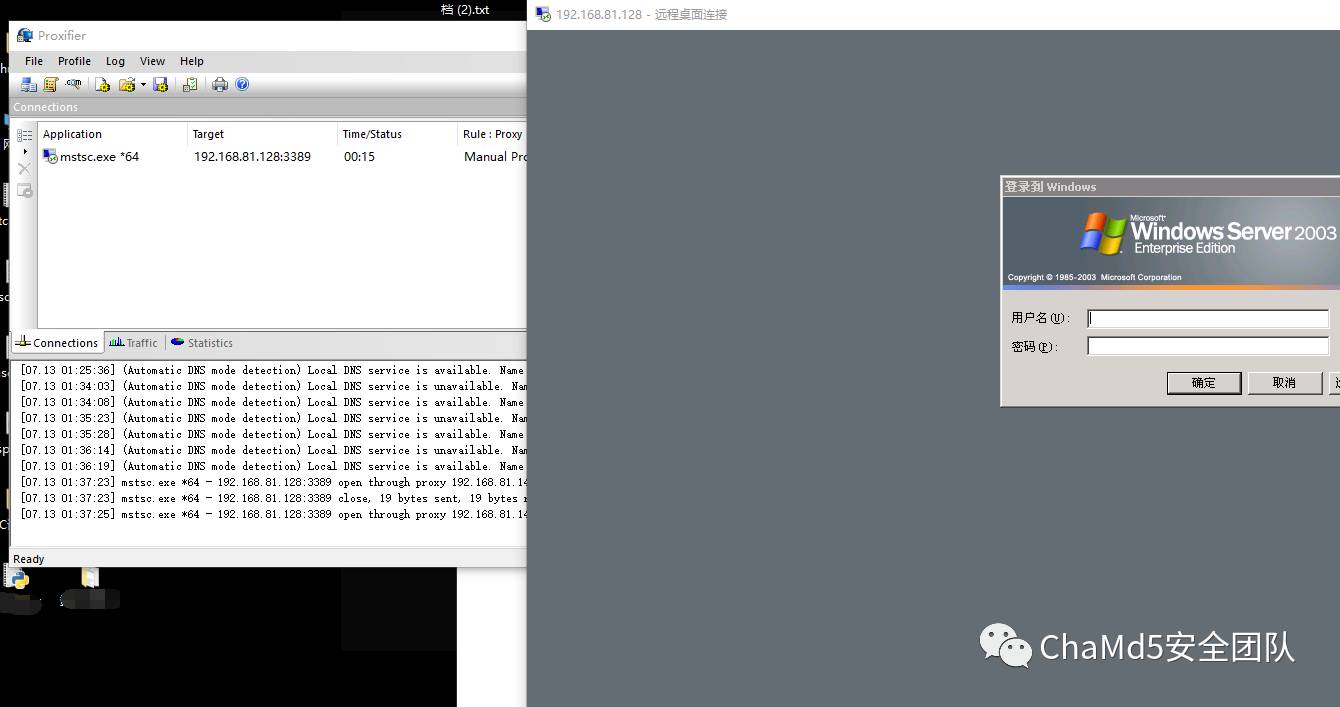 档 (2).txt
Proxifier
File Profile Log View Help
Connections
Application Target Time/Status Rule : Proxy
mstsc.exe *64 192.168.81.128:3389 00:15 Manual Pro
Connections Traffic Statistics
[07.13 01:25:36] (Automatic DNS mode detection) Local DNS service is available. Name
[07.13 01:34:03] (Automatic DNS mode detection) Local DNS service is unavailable. Nam
[07.13 01:34:08] (Automatic DNS mode detection) Local DNS service is available. Name
[07.13 01:35:23] (Automatic DNS mode detection) Local DNS service is unavailable. Nam
[07.13 01:35:28] (Automatic DNS mode detection) Local DNS service is available. Name
[07.13 01:36:14] (Automatic DNS mode detection) Local DNS service is unavailable. Nam
[07.13 01:36:19] (Automatic DNS mode detection) Local DNS service is available. Name
[07.13 01:37:23] mstsc.exe *64 - 192.168.81.128:3389 open through proxy 192.168.81.14
[07.13 01:37:23] mstsc.exe *64 - 192.168.81.128:3389 close, 19 bytes sent, 19 bytes r
[07.13 01:37:25] mstsc.exe *64 - 192.168.81.128:3389 open through proxy 192.168.81.14
Ready
192.168.81.128 - 远程桌面连接
登录到 Windows
Microsoft
Windows Server 2003
Enterprise Edition
Copyright © 1985-2003 Microsoft Corporation
用户名(U):
密码(P):
确定 取消
ChaMd5安全团队